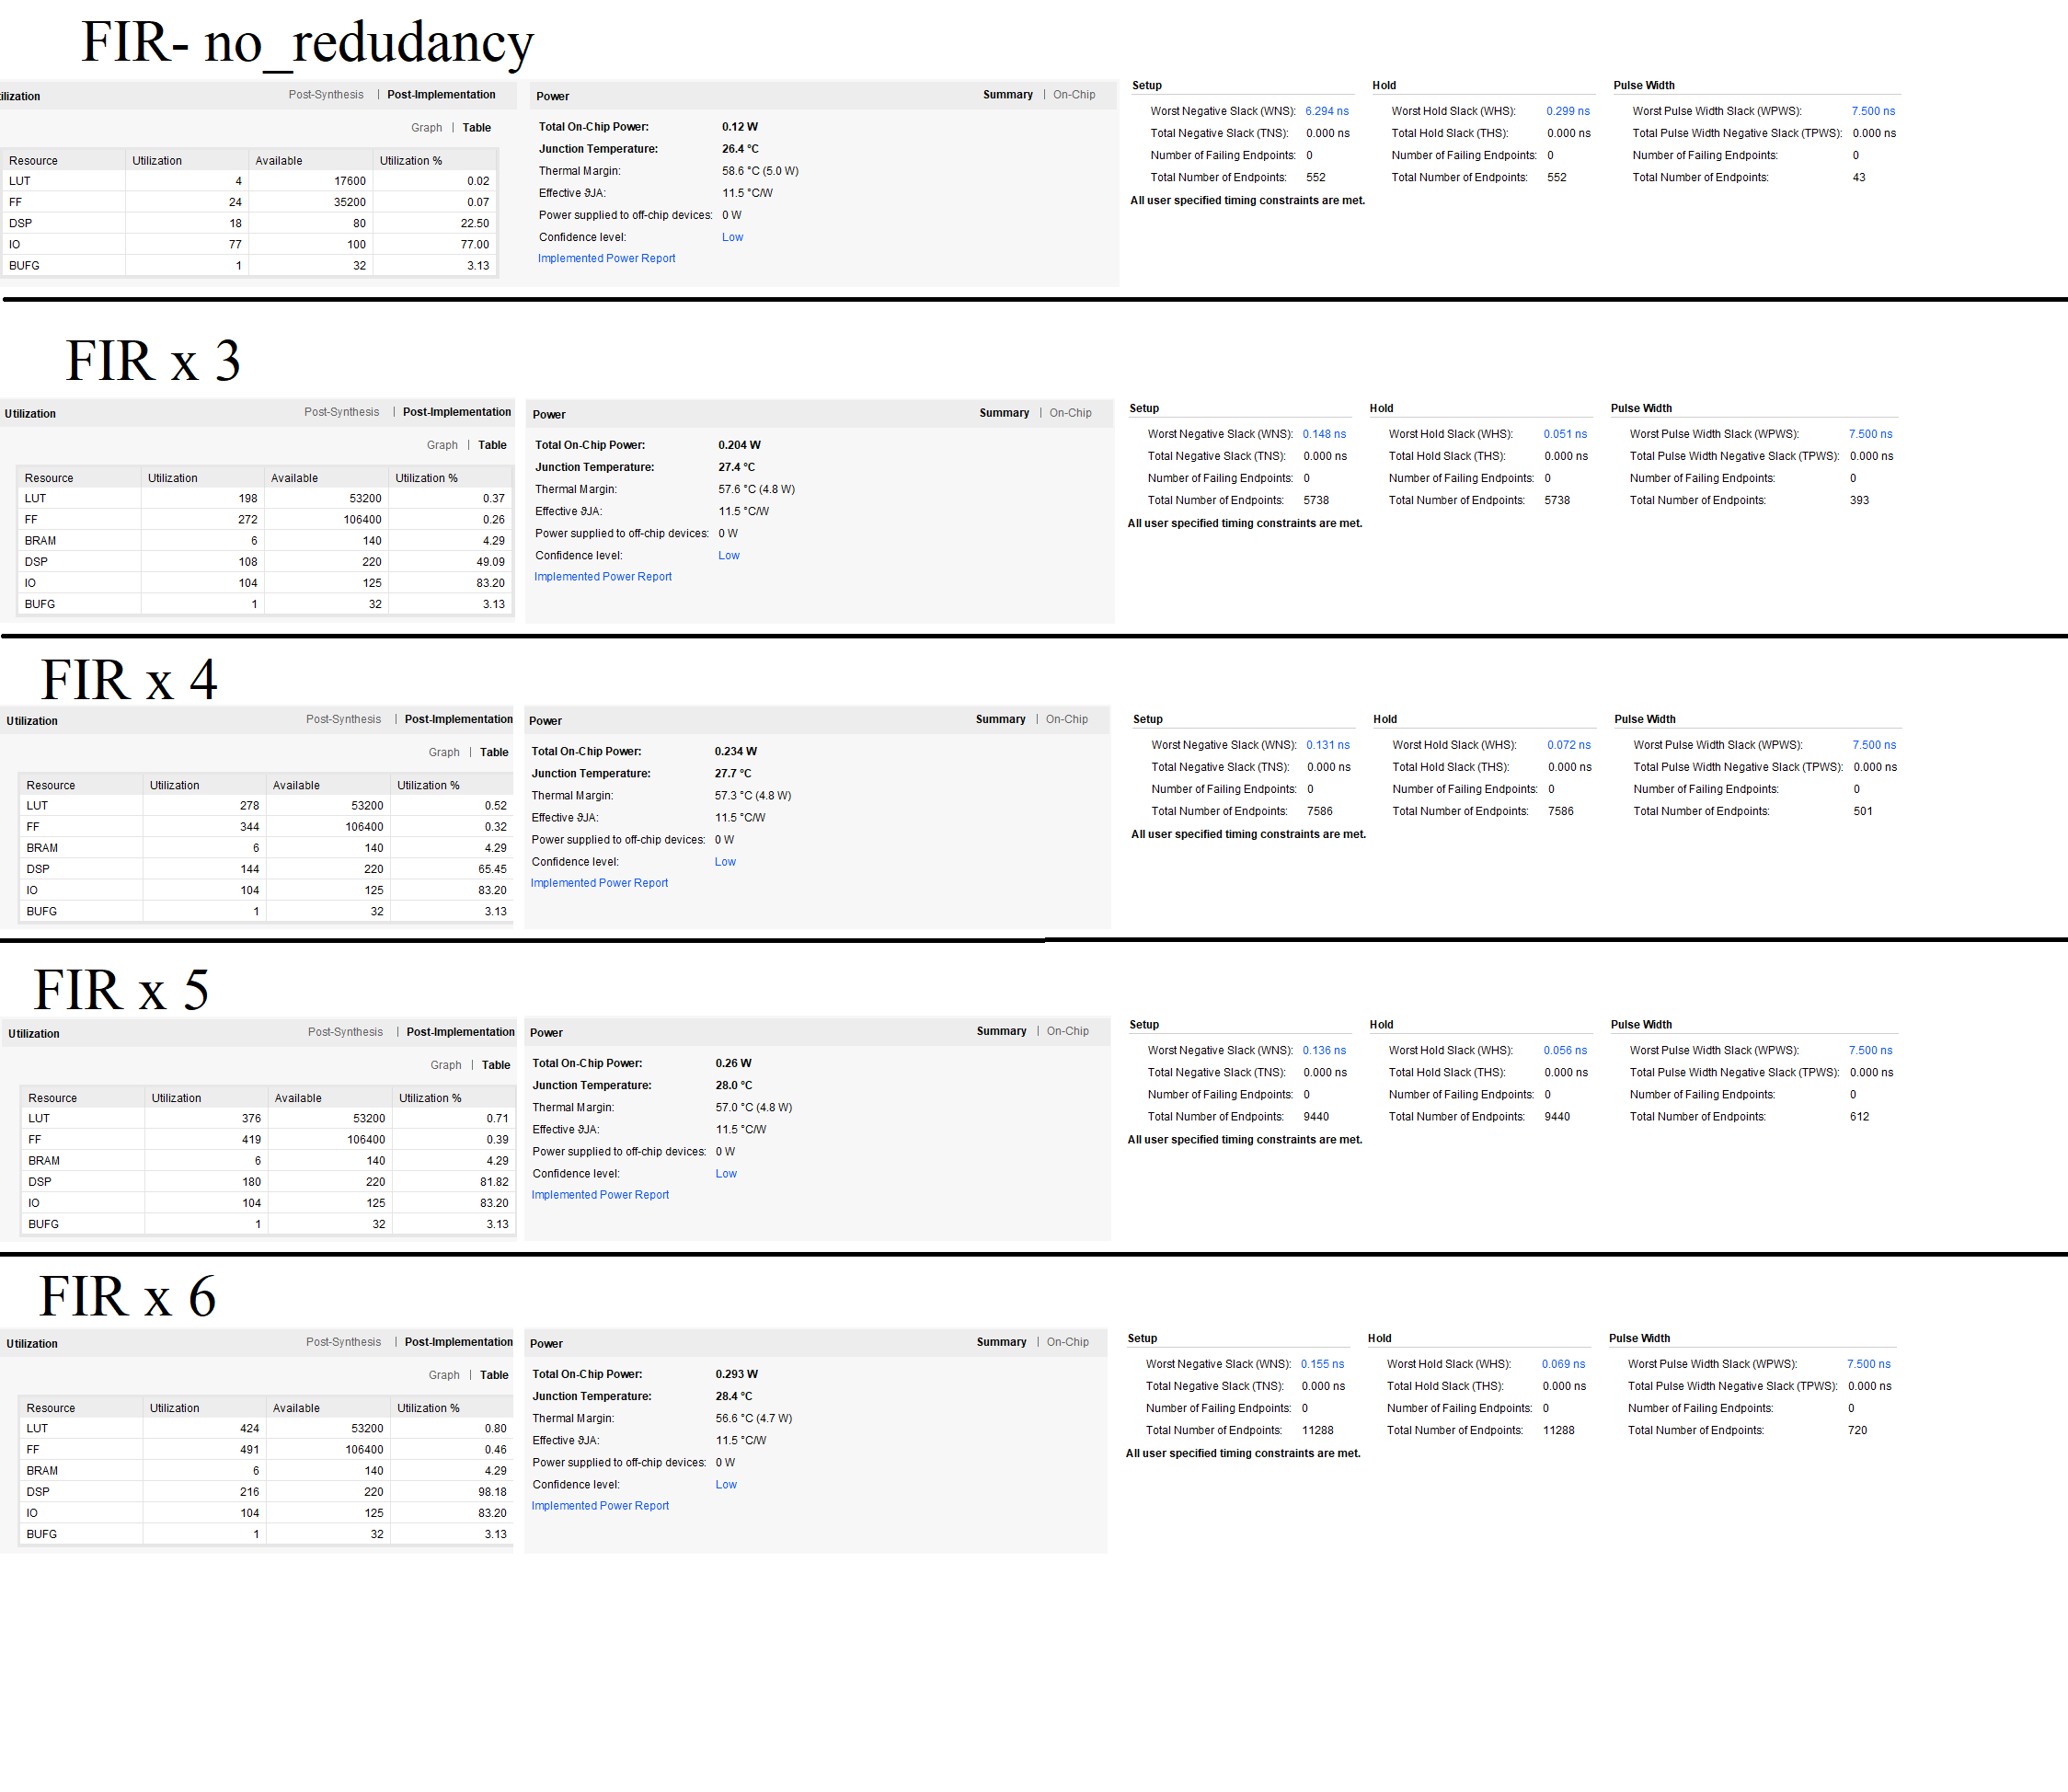 FIR- no_redudancy
ilization Post-Synthesis | Post-Implementation
Graph | Table
Resource Utilization Available Utilization %
LUT 4 17600 0.02
FF 24 35200 0.07
DSP 18 80 22.50
IO 77 100 77.00
BUFG 1 32 3.13
Power Summary | On-Chip
Total On-Chip Power: 0.12 W
Junction Temperature: 26.4 °C
Thermal Margin: 58.6 °C (5.0 W)
Effective ϑJA: 11.5 °C/W
Power supplied to off-chip devices: 0 W
Confidence level: Low
Implemented Power Report
Setup
Worst Negative Slack (WNS): 6.294 ns
Total Negative Slack (TNS): 0.000 ns
Number of Failing Endpoints: 0
Total Number of Endpoints: 552
Hold
Worst Hold Slack (WHS): 0.299 ns
Total Hold Slack (THS): 0.000 ns
Number of Failing Endpoints: 0
Total Number of Endpoints: 552
Pulse Width
Worst Pulse Width Slack (WPWS): 7.500 ns
Total Pulse Width Negative Slack (TPWS): 0.000 ns
Number of Failing Endpoints: 0
Total Number of Endpoints: 43
All user specified timing constraints are met.
FIR x 3
Utilization Post-Synthesis | Post-Implementation
Graph | Table
Resource Utilization Available Utilization %
LUT 198 53200 0.37
FF 272 106400 0.26
BRAM 6 140 4.29
DSP 108 220 49.09
IO 104 125 83.20
BUFG 1 32 3.13
Power Summary | On-Chip
Total On-Chip Power: 0.204 W
Junction Temperature: 27.4 °C
Thermal Margin: 57.6 °C (4.8 W)
Effective ϑJA: 11.5 °C/W
Power supplied to off-chip devices: 0 W
Confidence level: Low
Implemented Power Report
Setup
Worst Negative Slack (WNS): 0.148 ns
Total Negative Slack (TNS): 0.000 ns
Number of Failing Endpoints: 0
Total Number of Endpoints: 5738
Hold
Worst Hold Slack (WHS): 0.051 ns
Total Hold Slack (THS): 0.000 ns
Number of Failing Endpoints: 0
Total Number of Endpoints: 5738
Pulse Width
Worst Pulse Width Slack (WPWS): 7.500 ns
Total Pulse Width Negative Slack (TPWS): 0.000 ns
Number of Failing Endpoints: 0
Total Number of Endpoints: 393
All user specified timing constraints are met.
FIR x 4
Utilization Post-Synthesis | Post-Implementation
Graph | Table
Resource Utilization Available Utilization %
LUT 278 53200 0.52
FF 344 106400 0.32
BRAM 6 140 4.29
DSP 144 220 65.45
IO 104 125 83.20
BUFG 1 32 3.13
Power Summary | On-Chip
Total On-Chip Power: 0.234 W
Junction Temperature: 27.7 °C
Thermal Margin: 57.3 °C (4.8 W)
Effective ϑJA: 11.5 °C/W
Power supplied to off-chip devices: 0 W
Confidence level: Low
Implemented Power Report
Setup
Worst Negative Slack (WNS): 0.131 ns
Total Negative Slack (TNS): 0.000 ns
Number of Failing Endpoints: 0
Total Number of Endpoints: 7586
Hold
Worst Hold Slack (WHS): 0.072 ns
Total Hold Slack (THS): 0.000 ns
Number of Failing Endpoints: 0
Total Number of Endpoints: 7586
Pulse Width
Worst Pulse Width Slack (WPWS): 7.500 ns
Total Pulse Width Negative Slack (TPWS): 0.000 ns
Number of Failing Endpoints: 0
Total Number of Endpoints: 501
All user specified timing constraints are met.
FIR x 5
Utilization Post-Synthesis | Post-Implementation
Graph | Table
Resource Utilization Available Utilization %
LUT 376 53200 0.71
FF 419 106400 0.39
BRAM 6 140 4.29
DSP 180 220 81.82
IO 104 125 83.20
BUFG 1 32 3.13
Power Summary | On-Chip
Total On-Chip Power: 0.26 W
Junction Temperature: 28.0 °C
Thermal Margin: 57.0 °C (4.8 W)
Effective ϑJA: 11.5 °C/W
Power supplied to off-chip devices: 0 W
Confidence level: Low
Implemented Power Report
Setup
Worst Negative Slack (WNS): 0.136 ns
Total Negative Slack (TNS): 0.000 ns
Number of Failing Endpoints: 0
Total Number of Endpoints: 9440
Hold
Worst Hold Slack (WHS): 0.056 ns
Total Hold Slack (THS): 0.000 ns
Number of Failing Endpoints: 0
Total Number of Endpoints: 9440
Pulse Width
Worst Pulse Width Slack (WPWS): 7.500 ns
Total Pulse Width Negative Slack (TPWS): 0.000 ns
Number of Failing Endpoints: 0
Total Number of Endpoints: 612
All user specified timing constraints are met.
FIR x 6
Utilization Post-Synthesis | Post-Implementation
Graph | Table
Resource Utilization Available Utilization %
LUT 424 53200 0.80
FF 491 106400 0.46
BRAM 6 140 4.29
DSP 216 220 98.18
IO 104 125 83.20
BUFG 1 32 3.13
Power Summary | On-Chip
Total On-Chip Power: 0.293 W
Junction Temperature: 28.4 °C
Thermal Margin: 56.6 °C (4.7 W)
Effective ϑJA: 11.5 °C/W
Power supplied to off-chip devices: 0 W
Confidence level: Low
Implemented Power Report
Setup
Worst Negative Slack (WNS): 0.155 ns
Total Negative Slack (TNS): 0.000 ns
Number of Failing Endpoints: 0
Total Number of Endpoints: 11288
Hold
Worst Hold Slack (WHS): 0.069 ns
Total Hold Slack (THS): 0.000 ns
Number of Failing Endpoints: 0
Total Number of Endpoints: 11288
Pulse Width
Worst Pulse Width Slack (WPWS): 7.500 ns
Total Pulse Width Negative Slack (TPWS): 0.000 ns
Number of Failing Endpoints: 0
Total Number of Endpoints: 720
All user specified timing constraints are met.